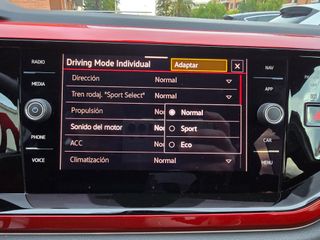 Driving Mode Individual Adaptar X
RADIO
NAV
Dirección Normal
MEDIA
Tren rodaj. "Sport Select" Normal
APP
Propulsión Normal
Sonido del motor Sport
PHONE
CAR
ACC Eco
VOICE
Climatización Normal
MENU